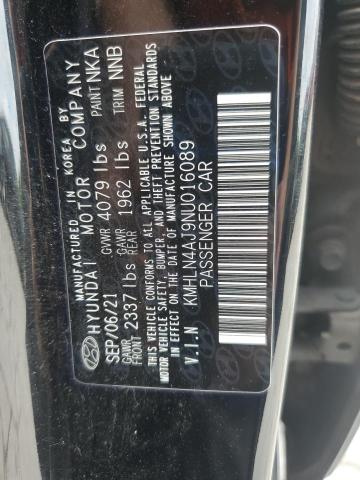 MANUFACTURED IN KOREA BY
HYUNDAI MOTOR COMPANY
SEP/06/21 GVWR 4079 lbs PAINT NKA
GAWR FRONT 2337 lbs GAWR REAR 1962 lbs TRIM NNB
THIS VEHICLE CONFORMS TO ALL APPLICABLE U.S.A. FEDERAL
MOTOR VEHICLE SAFETY, BUMPER, AND THEFT PREVENTION STANDARDS
IN EFFECT ON THE DATE OF MANUFACTURE SHOWN ABOVE
V.I.N KMHLN4AJ9NU016089
PASSENGER CAR